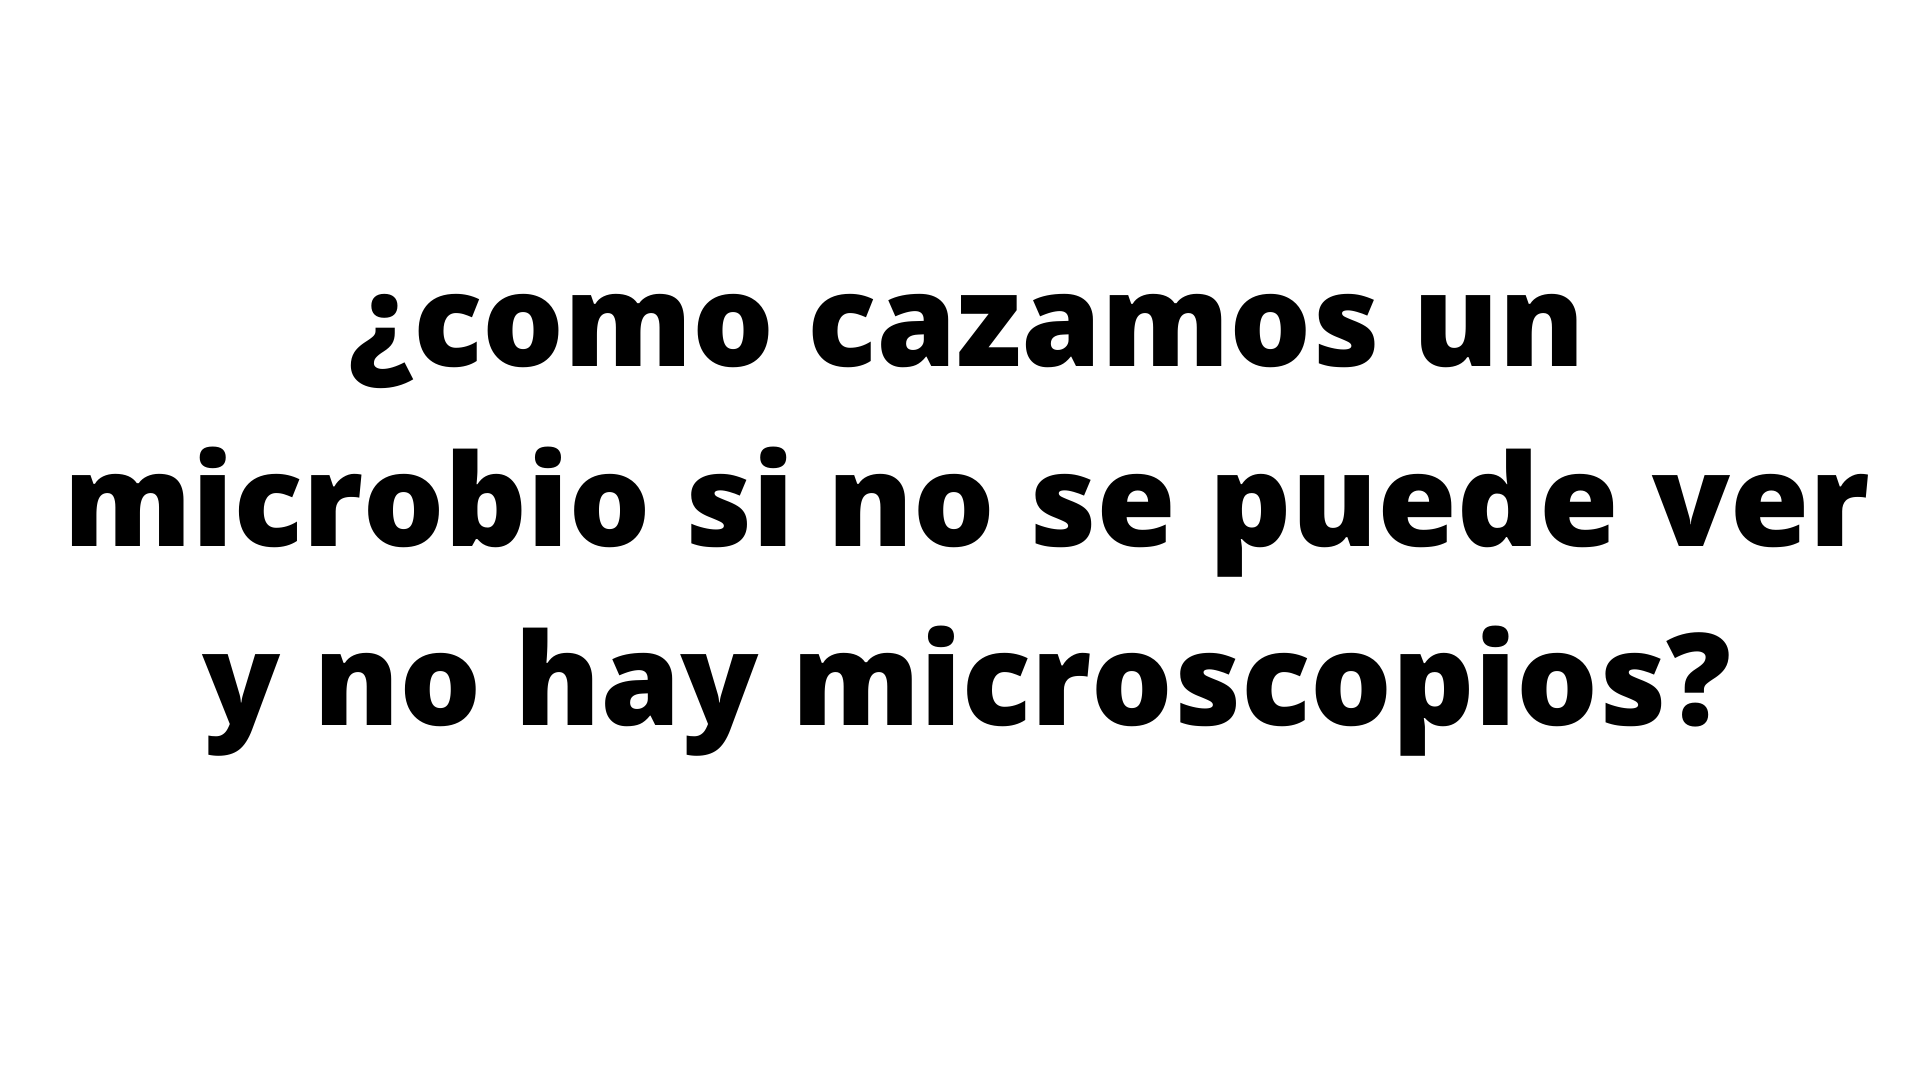 ¿como cazamos un
microbio si no se puede ver
y no hay microscopios?